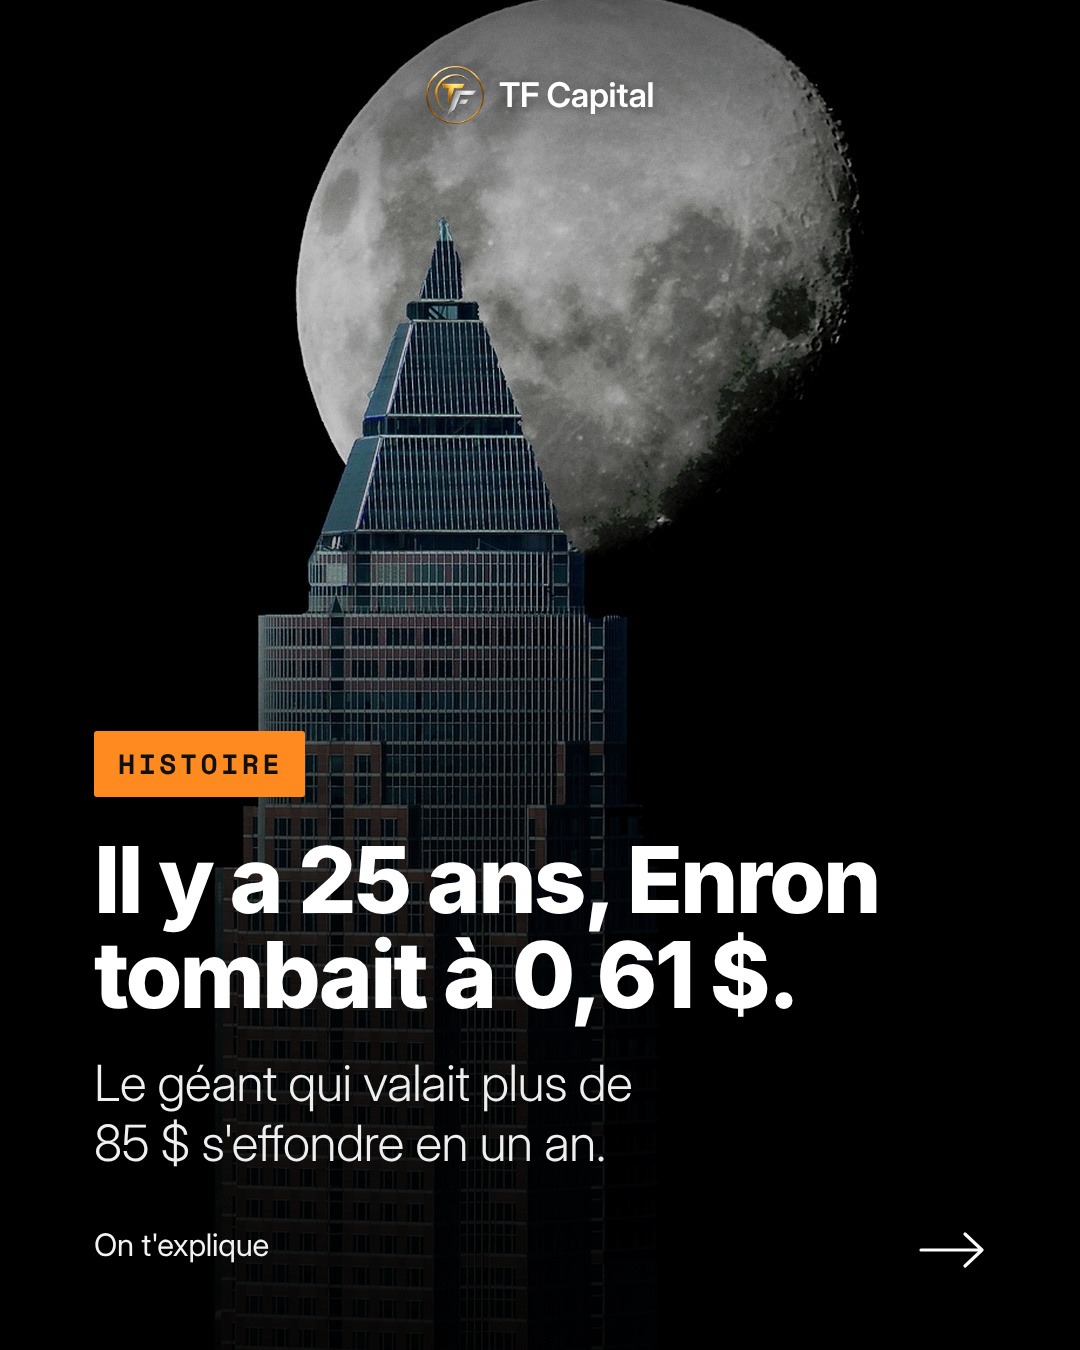 TF Capital
HISTOIRE
Il y a 25 ans, Enron
tombait à 0,61 $.
Le géant qui valait plus de
85 $ s'effondre en un an.
On t'explique